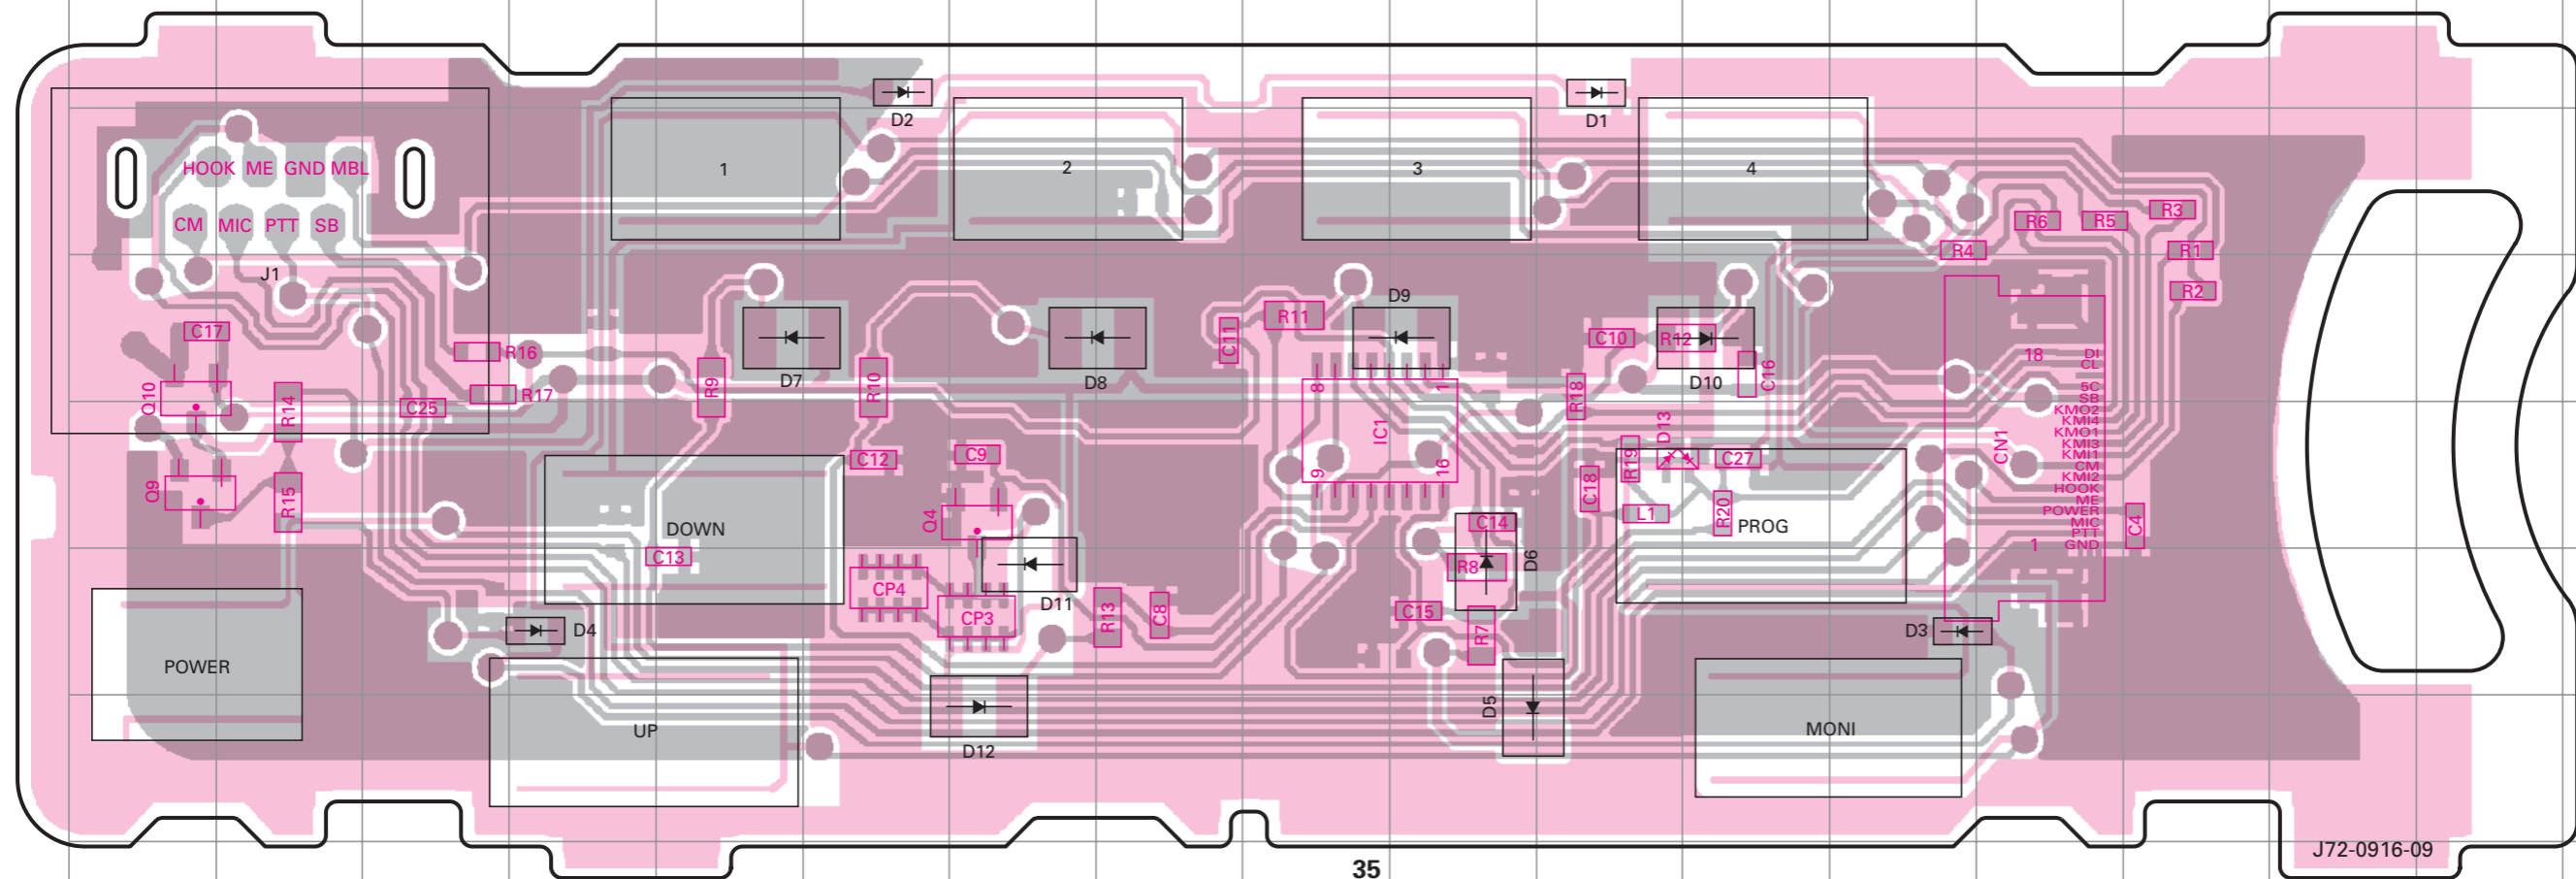 D2
D1
1
2
3
4
HOOK ME GND MBL
CM MIC PTT SB
J1
R6
R5
R3
R4
R1
R2
C17
R16
R17
Q10
R14
C25
Q9
R15
R9
D7
R10
D8
C11
R11
D9
C10
R12
D10
C16
R18
8
1
IC1
9
16
D13
R19
C27
C18
L1
R20
PROG
CN1
18
DI
CL
5C
SB
KMO2
KMI4
KMO1
KMI3
KMI1
CM
KMI2
HOOK
ME
POWER
MIC
PTT
1
GND
C4
C12
C9
Q4
DOWN
C13
CP4
CP3
D11
R13
C8
C14
R8
D6
C15
R7
D4
D3
POWER
UP
D12
D5
MONI
J72-0916-09
35